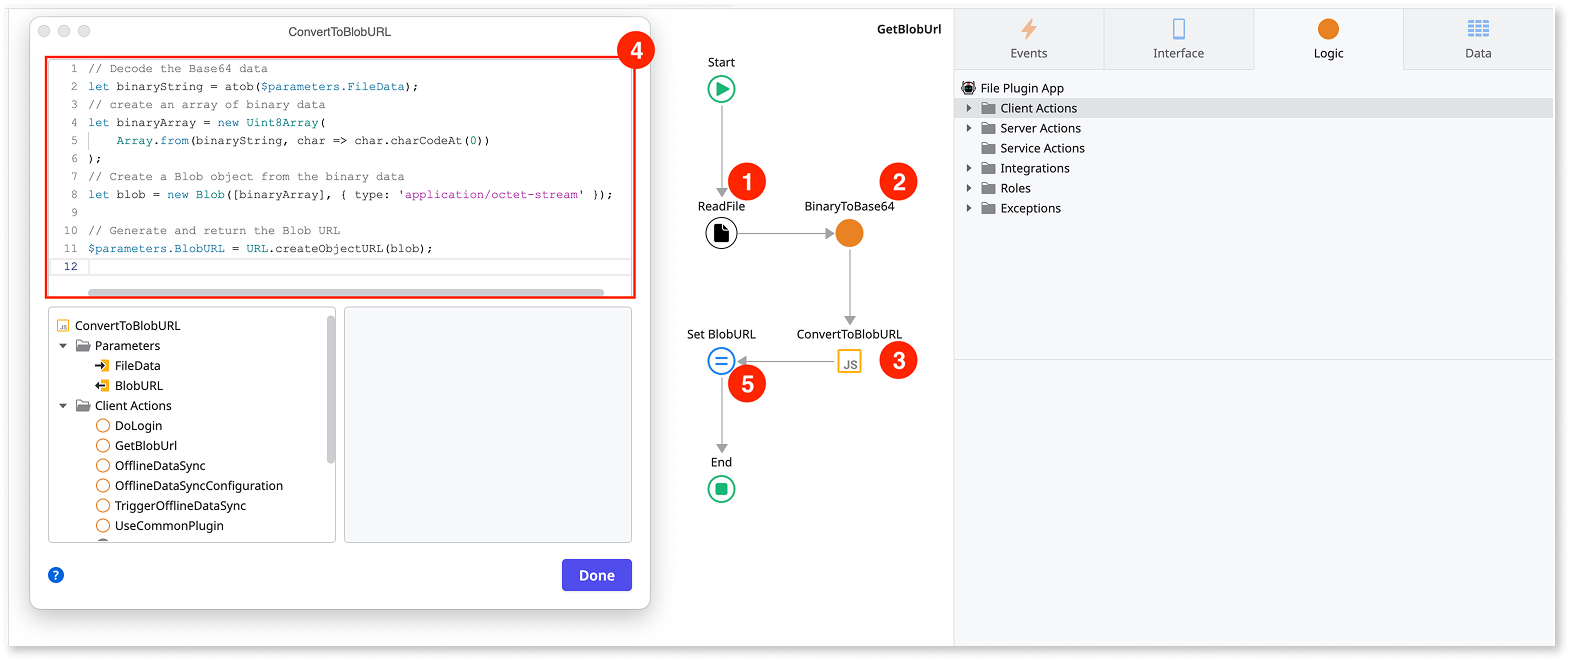 ConvertToBlobURL
4
1 // Decode the Base64 data
2 let binaryString = atob($parameters.FileData);
3 // create an array of binary data
4 let binaryArray = new Uint8Array(
5 Array.from(binaryString, char => char.charCodeAt(0))
6 );
7 // Create a Blob object from the binary data
8 let blob = new Blob([binaryArray], { type: 'application/octet-stream' });
9
10 // Generate and return the Blob URL
11 $parameters.BlobURL = URL.createObjectURL(blob);
12
JS ConvertToBlobURL
Parameters
FileData
BlobURL
Client Actions
DoLogin
GetBlobUrl
OfflineDataSync
OfflineDataSyncConfiguration
TriggerOfflineDataSync
UseCommonPlugin
?
Done
GetBlobUrl
Start
1
ReadFile
2
BinaryToBase64
Set BlobURL
5
ConvertToBlobURL
JS
3
End
Events
Interface
Logic
Data
File Plugin App
Client Actions
Server Actions
Service Actions
Integrations
Roles
Exceptions